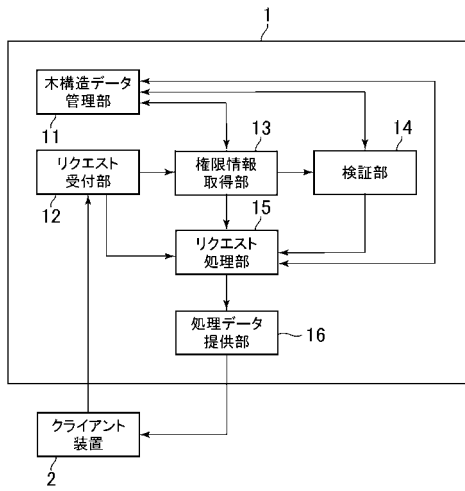 1
木構造データ
管理部
11
13
14
リクエスト
受付部
12
権限情報
取得部
検証部
15
リクエスト
処理部
処理データ
提供部
16
クライアント
装置
2